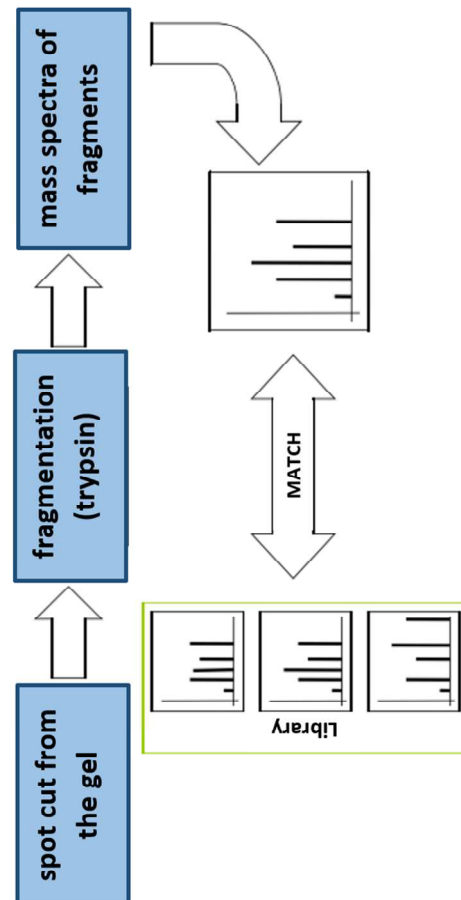 spot cut from
the gel
fragmentation
(trypsin)
mass spectra of
fragments
MATCH
Library